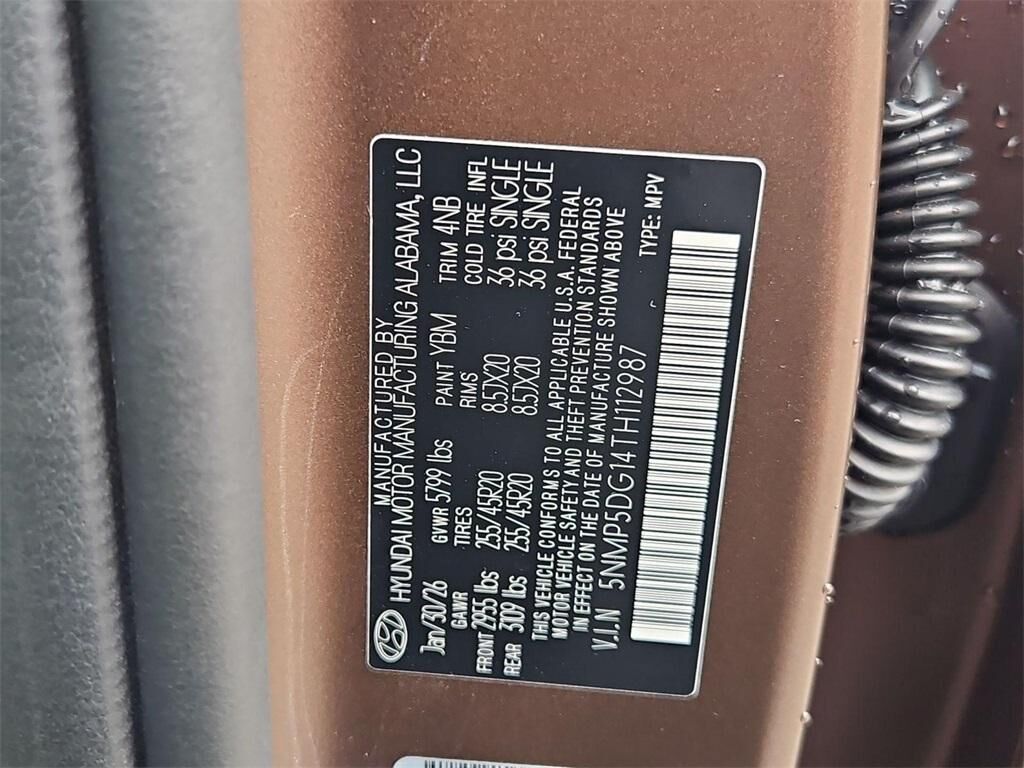 MANUFACTURED BY
HYUNDAI MOTOR MANUFACTURING ALABAMA, LLC
Jan/30/26 GVWR 5799 lbs PAINT YBM TRIM 4NB
GAWR TIRES RIMS COLD TIRE INFL
FRONT 2955 lbs 255/45R20 8.5JX20 36 psi SINGLE
REAR 3109 lbs 255/45R20 8.5JX20 36 psi SINGLE
THIS VEHICLE CONFORMS TO ALL APPLICABLE U.S.A. FEDERAL
MOTOR VEHICLE SAFETY AND THEFT PREVENTION STANDARDS
IN EFFECT ON THE DATE OF MANUFACTURE SHOWN ABOVE
V.I.N 5NMP5DG14TH112987 TYPE: MPV